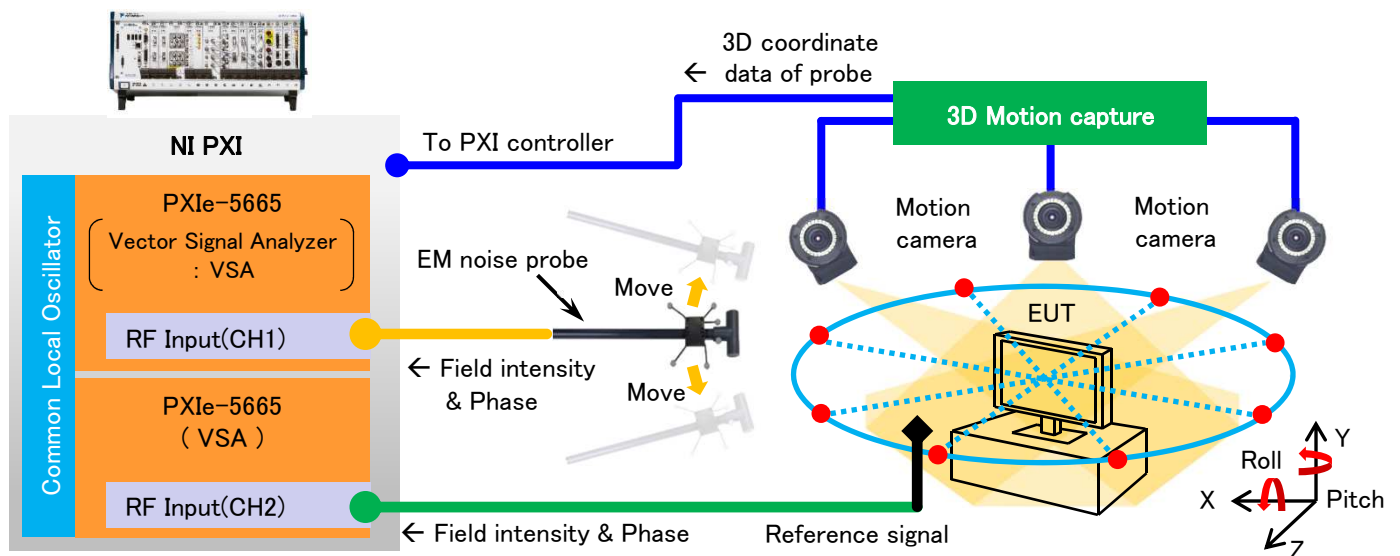 NI PXI
Common Local Oscillator
PXIe-5665
Vector Signal Analyzer
: VSA
RF Input(CH1)
PXIe-5665
( VSA )
RF Input(CH2)
3D coordinate
← data of probe
To PXI controller
3D Motion capture
Motion
camera
Motion
camera
EM noise probe
Move
Move
← Field intensity
& Phase
EUT
← Field intensity & Phase
Reference signal
Y
Roll
X
Pitch
Z